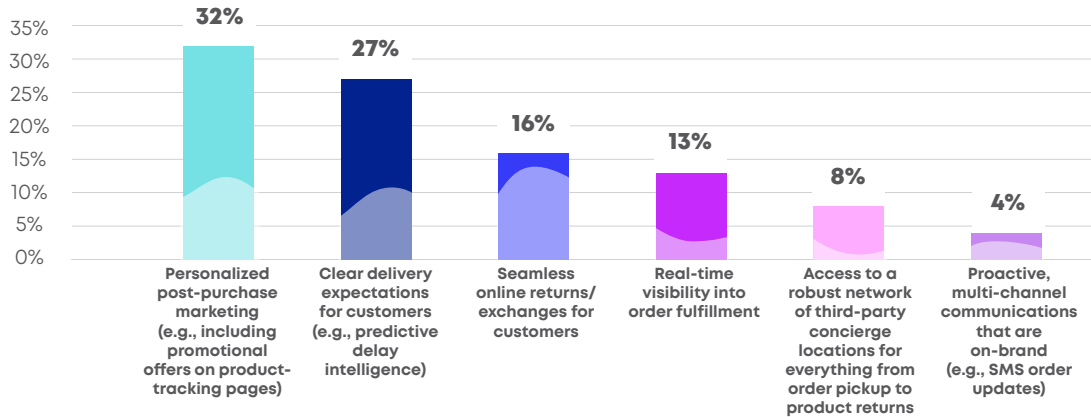 35%
30%
25%
20%
15%
10%
5%
0%
32%
27%
16%
13%
8%
4%
Personalized
post-purchase
marketing
(e.g., including
promotional
offers on product-
tracking pages)
Clear delivery
expectations
for customers
(e.g., predictive
delay
intelligence)
Seamless
online returns/
exchanges for
customers
Real-time
visibility into
order fulfillment
Access to a
robust network
of third-party
concierge
locations for
everything from
order pickup to
product returns
Proactive,
multi-channel
communications
that are
on-brand
(e.g., SMS order
updates)